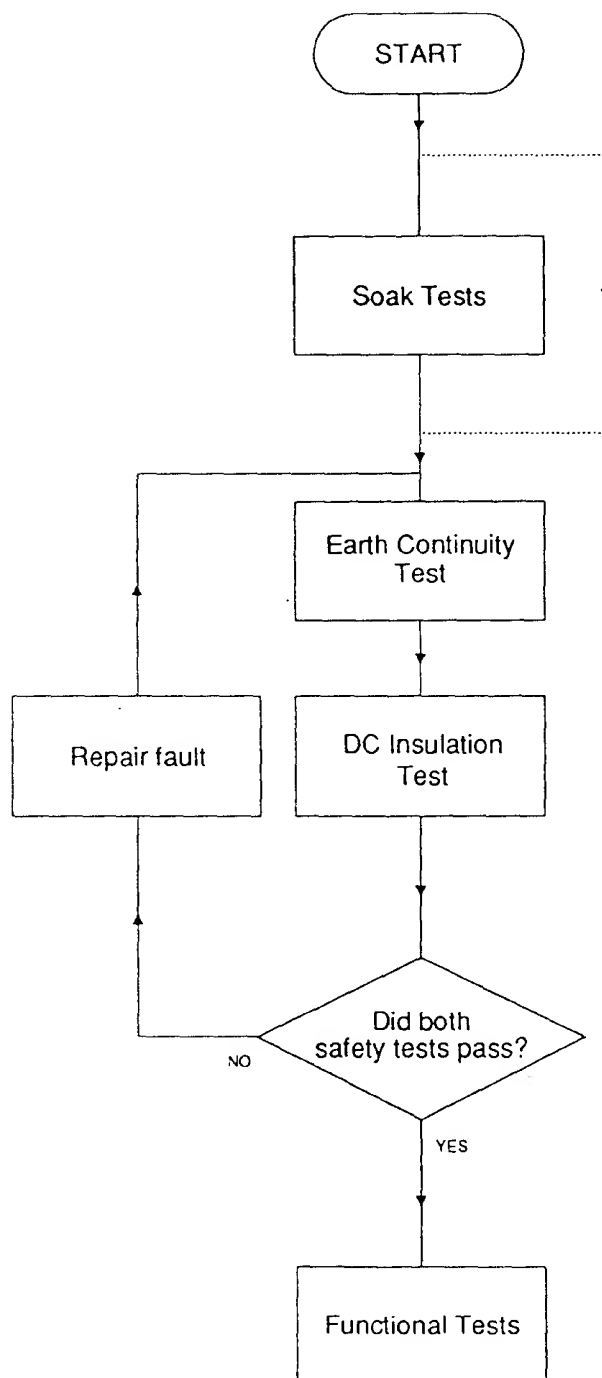 START
Soak Tests
Earth Continuity
Test
Repair fault
DC Insulation
Test
Did both
safety tests pass?
NO
YES
Functional Tests